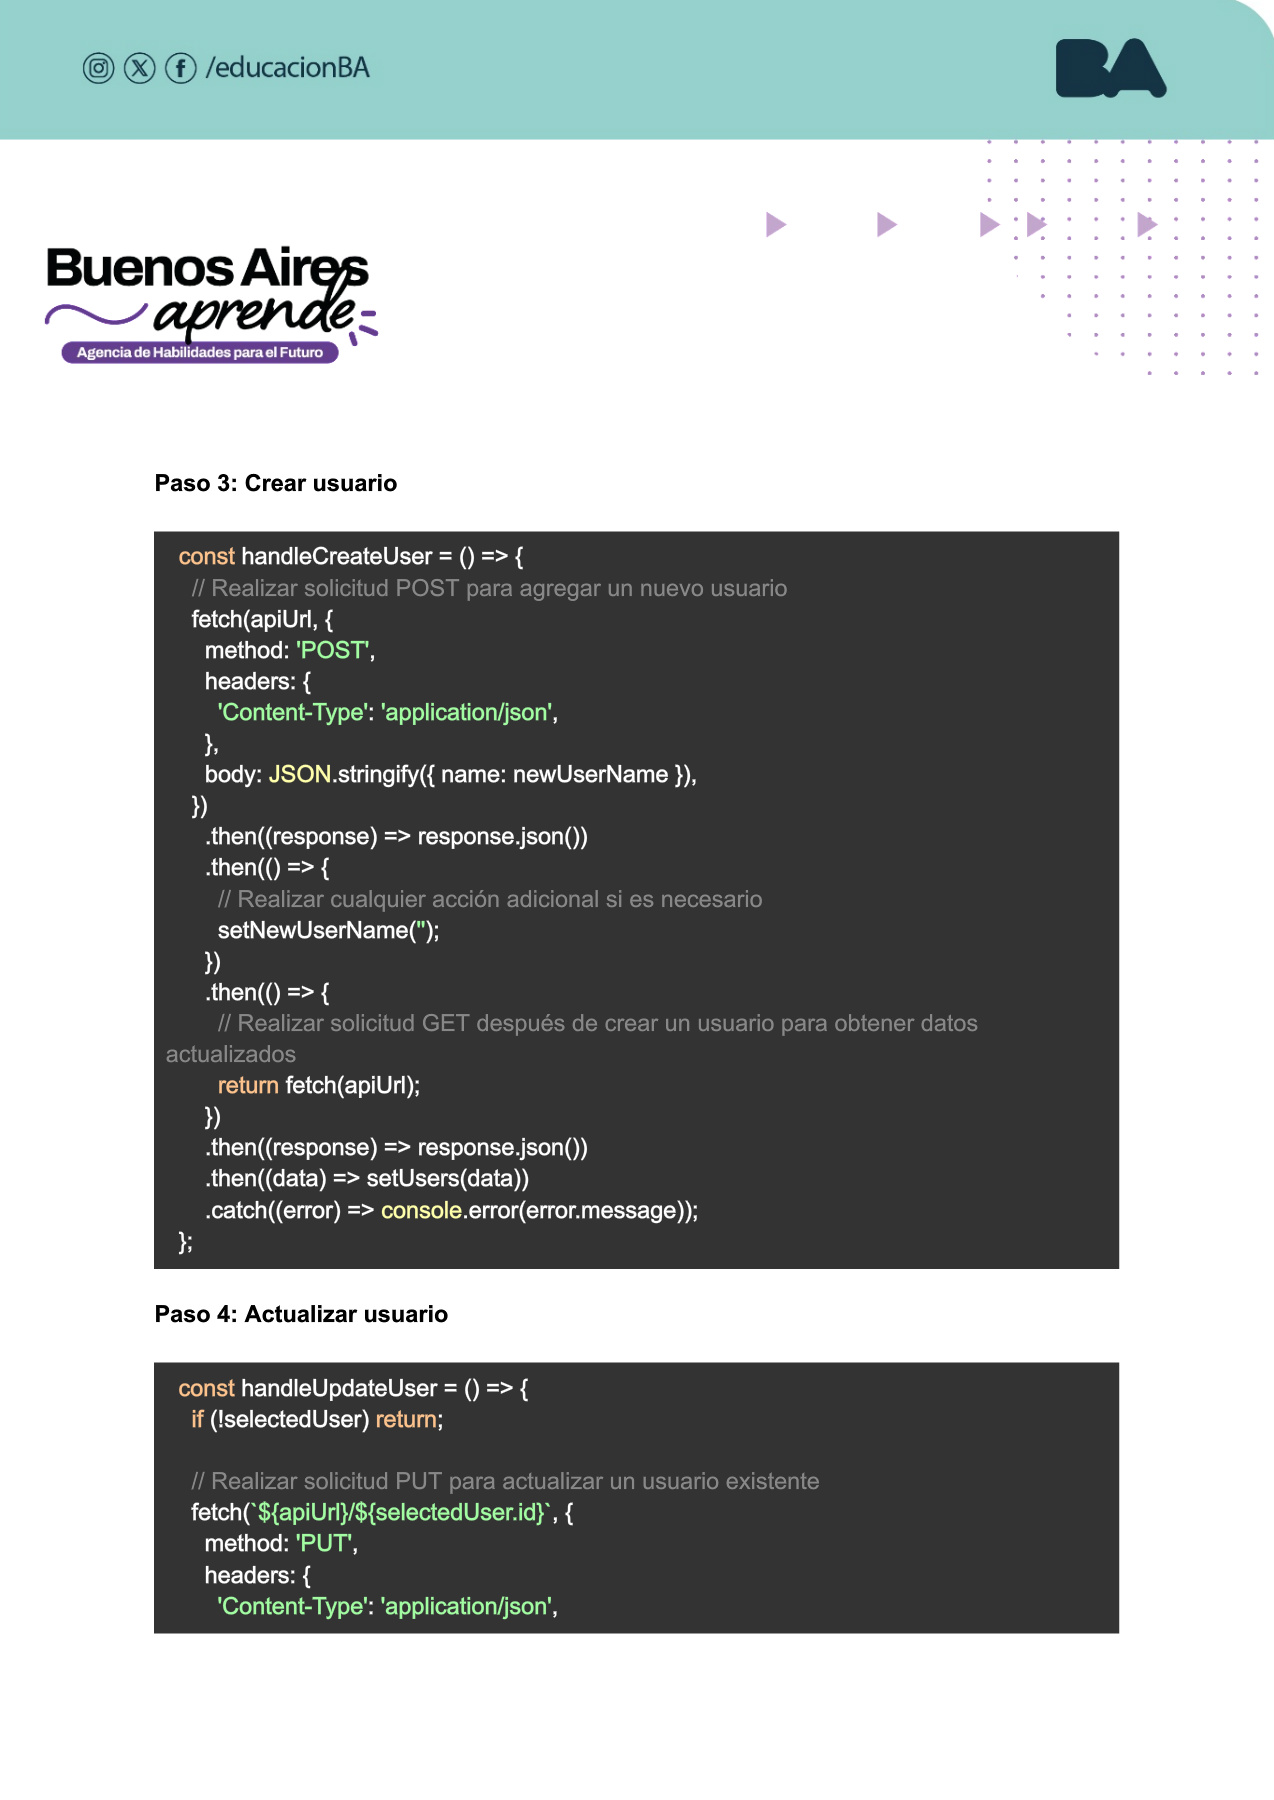 /educacionBA
BA
Buenos Aires
aprende
Agencia de Habilidades para el Futuro
Paso 3: Crear usuario
const handleCreateUser = () => {
// Realizar solicitud POST para agregar un nuevo usuario
fetch(apiUrl, {
method: 'POST',
headers: {
'Content-Type': 'application/json',
},
body: JSON.stringify({ name: newUserName }),
})
.then((response) => response.json())
.then(() => {
// Realizar cualquier acción adicional si es necesario
setNewUserName('');
})
.then(() => {
// Realizar solicitud GET después de crear un usuario para obtener datos
actualizados
return fetch(apiUrl);
})
.then((response) => response.json())
.then((data) => setUsers(data))
.catch((error) => console.error(error.message));
};
Paso 4: Actualizar usuario
const handleUpdateUser = () => {
if (!selectedUser) return;
// Realizar solicitud PUT para actualizar un usuario existente
fetch(`${apiUrl}/${selectedUser.id}`, {
method: 'PUT',
headers: {
'Content-Type': 'application/json',